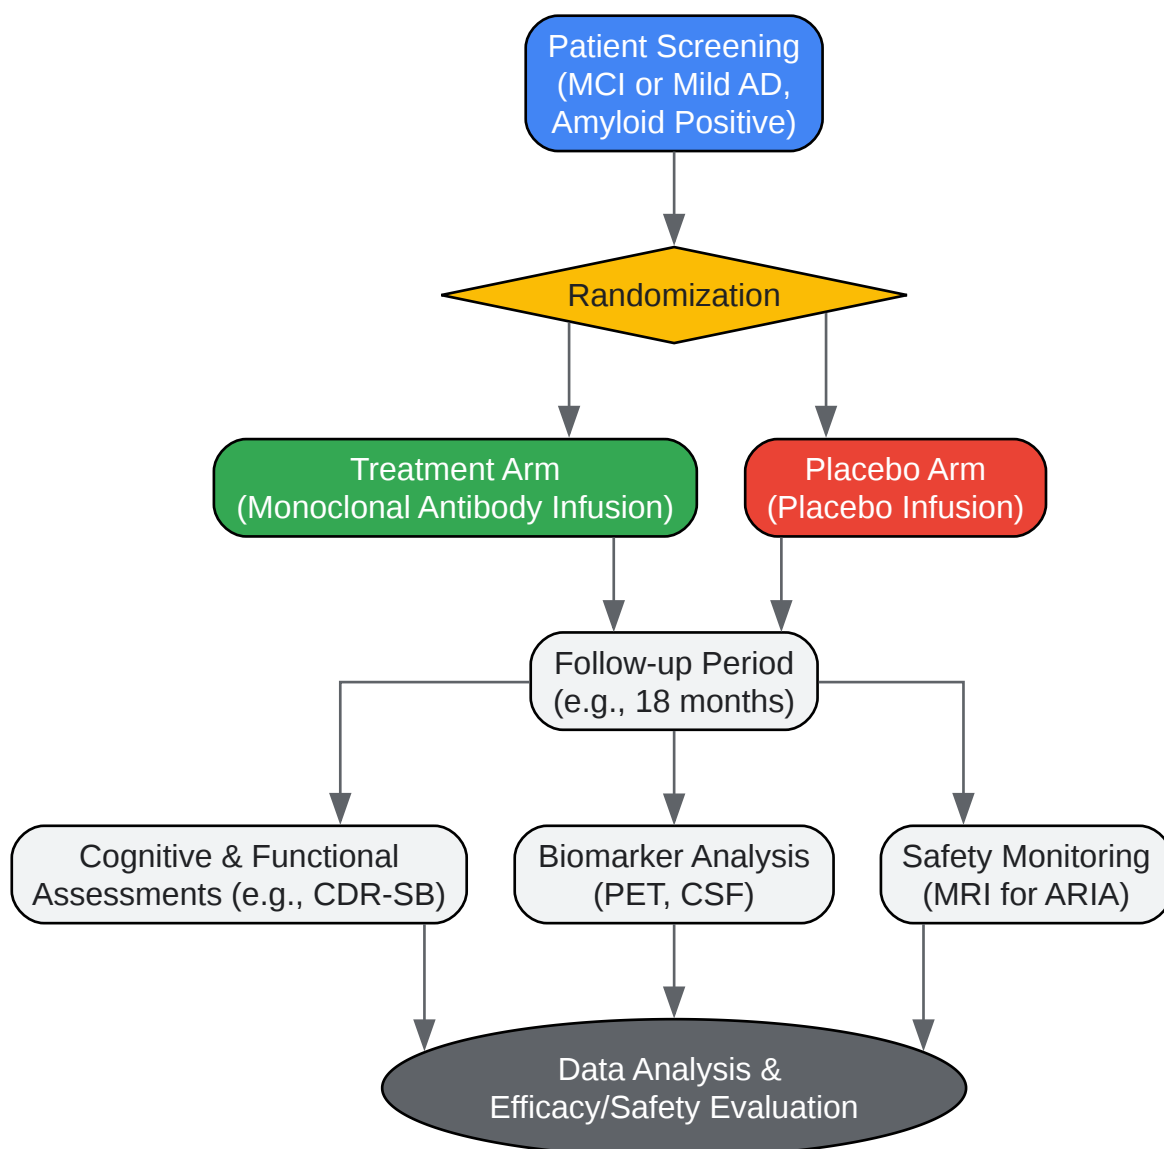 Patient Screening
(MCI or Mild AD,
Amyloid Positive)
Randomization
Treatment Arm
(Monoclonal Antibody Infusion)
Placebo Arm
(Placebo Infusion)
Follow-up Period
(e.g., 18 months)
Cognitive & Functional
Assessments (e.g., CDR-SB)
Biomarker Analysis
(PET, CSF)
Safety Monitoring
(MRI for ARIA)
Data Analysis &
Efficacy/Safety Evaluation